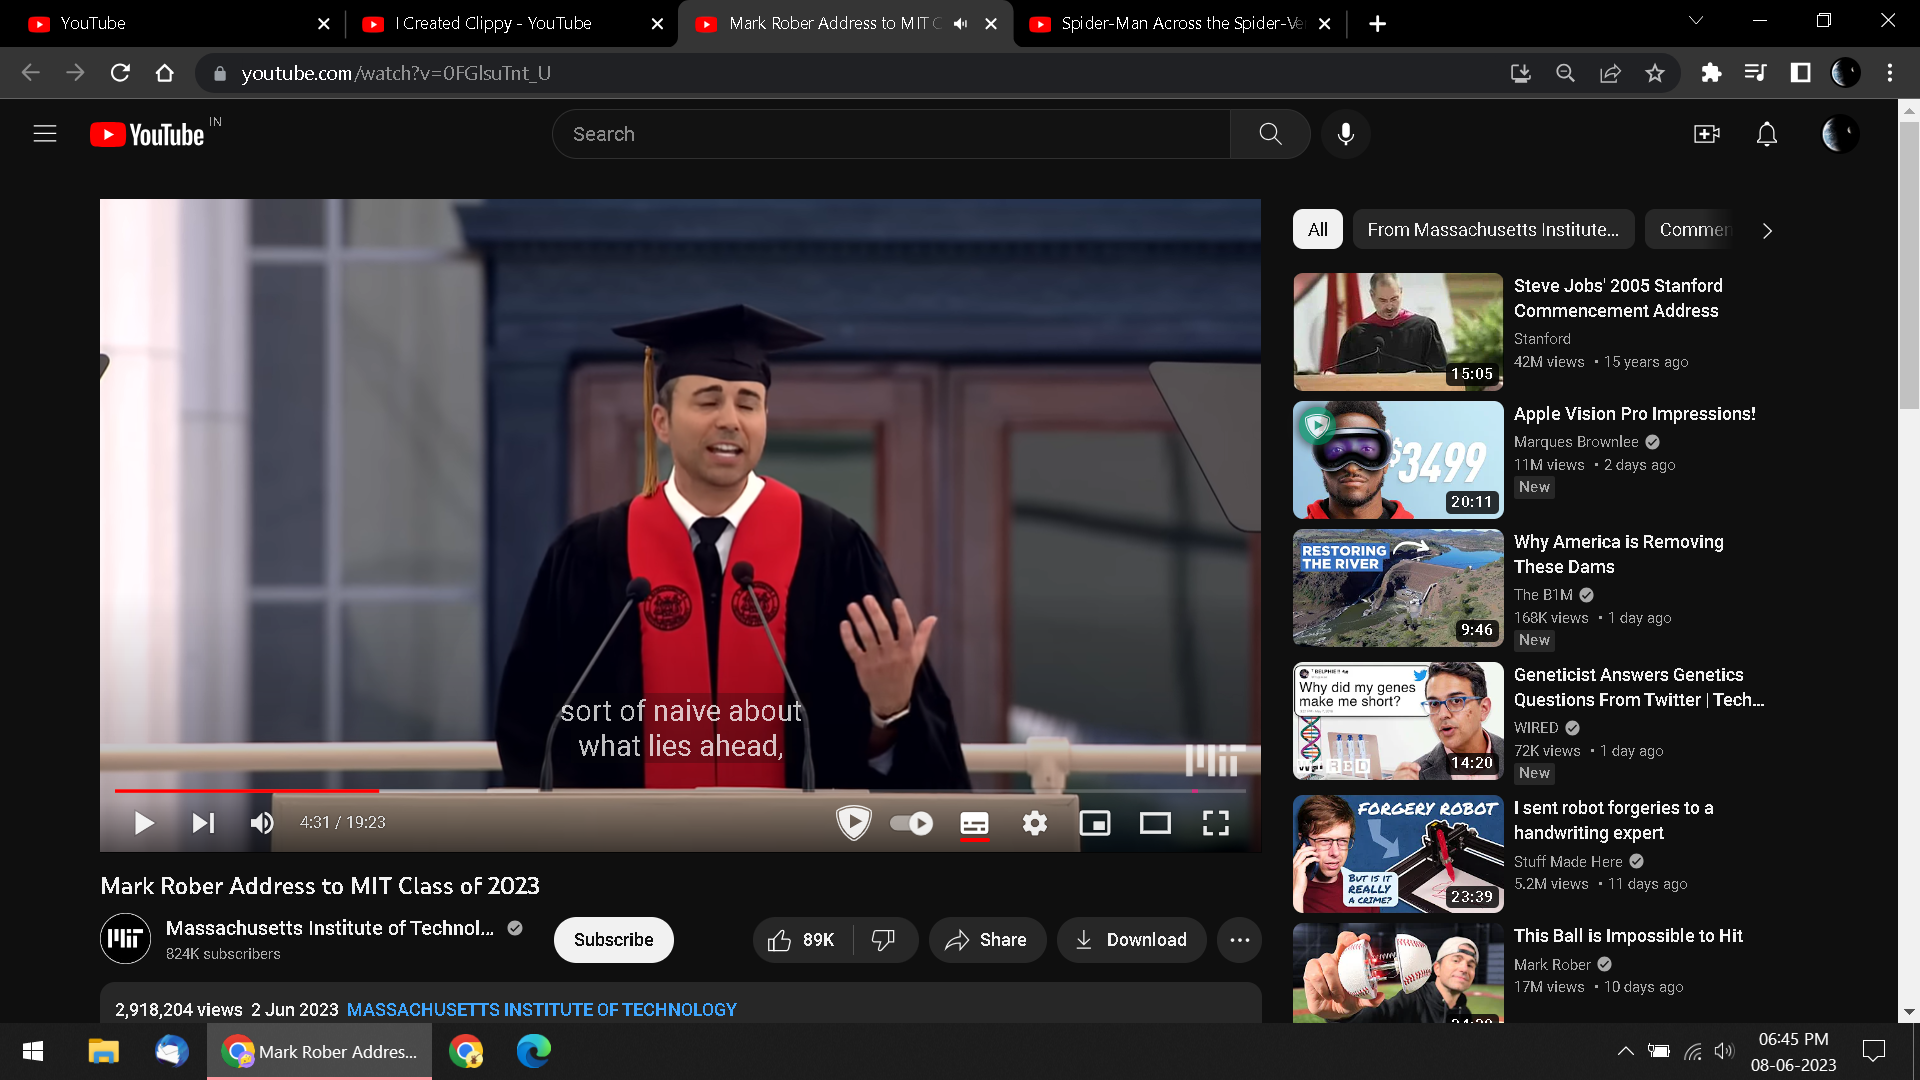 YouTube
I Created Clippy - YouTube
Mark Rober Address to MIT C
Spider-Man Across the Spider-Ve
youtube.com/watch?v=0FGlsuTnt_U
YouTube IN
Search
sort of naive about
what lies ahead,
4:31 / 19:23
Mark Rober Address to MIT Class of 2023
Massachusetts Institute of Technol...
824K subscribers
Subscribe
89K
Share
Download
2,918,204 views 2 Jun 2023 MASSACHUSETTS INSTITUTE OF TECHNOLOGY
All
From Massachusetts Institute...
Commen
15:05
Steve Jobs' 2005 Stanford
Commencement Address
Stanford
42M views • 15 years ago
$3499
20:11
Apple Vision Pro Impressions!
Marques Brownlee
11M views • 2 days ago
New
RESTORING
THE RIVER
9:46
Why America is Removing
These Dams
The B1M
168K views • 1 day ago
New
Why did my genes
make me short?
WIRED
14:20
Geneticist Answers Genetics
Questions From Twitter | Tech...
WIRED
72K views • 1 day ago
New
FORGERY ROBOT
BUT IS IT
REALLY
A CRIME?
23:39
I sent robot forgeries to a
handwriting expert
Stuff Made Here
5.2M views • 11 days ago
This Ball is Impossible to Hit
Mark Rober
17M views • 10 days ago
Mark Rober Addres...
06:45 PM
08-06-2023